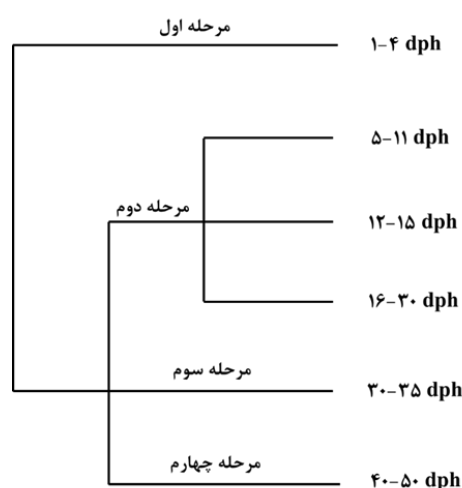 مرحله اول
۱-۴ dph
۵-۱۱ dph
مرحله دوم
۱۲-۱۵ dph
۱۶-۳۰ dph
مرحله سوم
۳۰-۳۵ dph
مرحله چهارم
۴۰-۵۰ dph